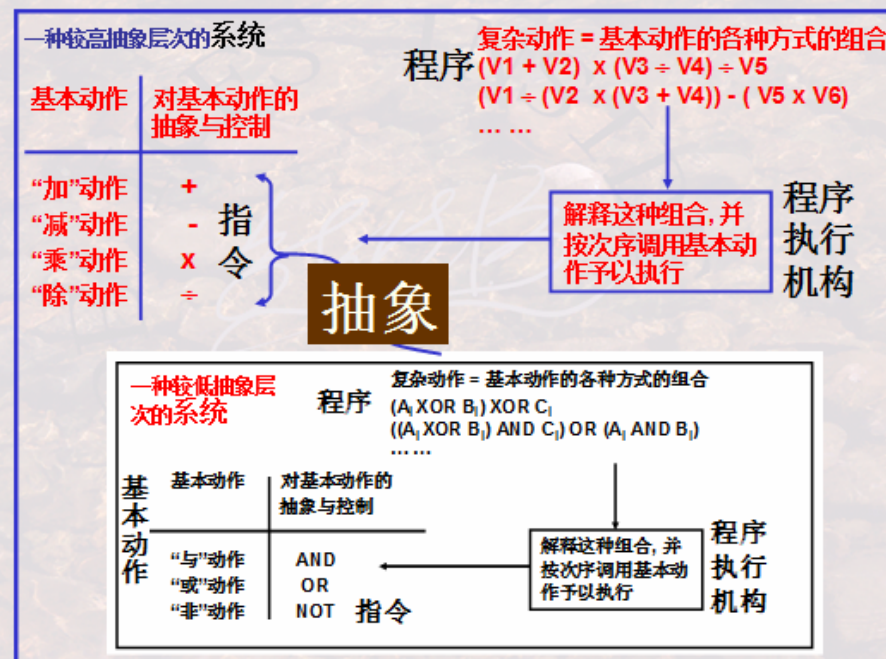 一种较高抽象层次的系统
复杂动作 = 基本动作的各种方式的组合
程序
(V1 + V2) x (V3 ÷ V4) ÷ V5
(V1 ÷ (V2 x (V3 + V4)) - ( V5 x V6)
… …
基本动作
对基本动作的
抽象与控制
“加”动作 +
“减”动作 -
“乘”动作 x
“除”动作 ÷
指
令
解释这种组合, 并
按次序调用基本动
作予以执行
程序
执行
机构
抽象
一种较低抽象层
次的系统
程序
复杂动作 = 基本动作的各种方式的组合
(Aᵢ XOR Bᵢ) XOR Cᵢ
((Aᵢ XOR Bᵢ) AND Cᵢ) OR (Aᵢ AND Bᵢ)
… …
基
本
动
作
基本动作
对基本动作的
抽象与控制
“与”动作 AND
“或”动作 OR
“非”动作 NOT
指令
解释这种组合, 并
按次序调用基本动
作予以执行
程序
执行
机构